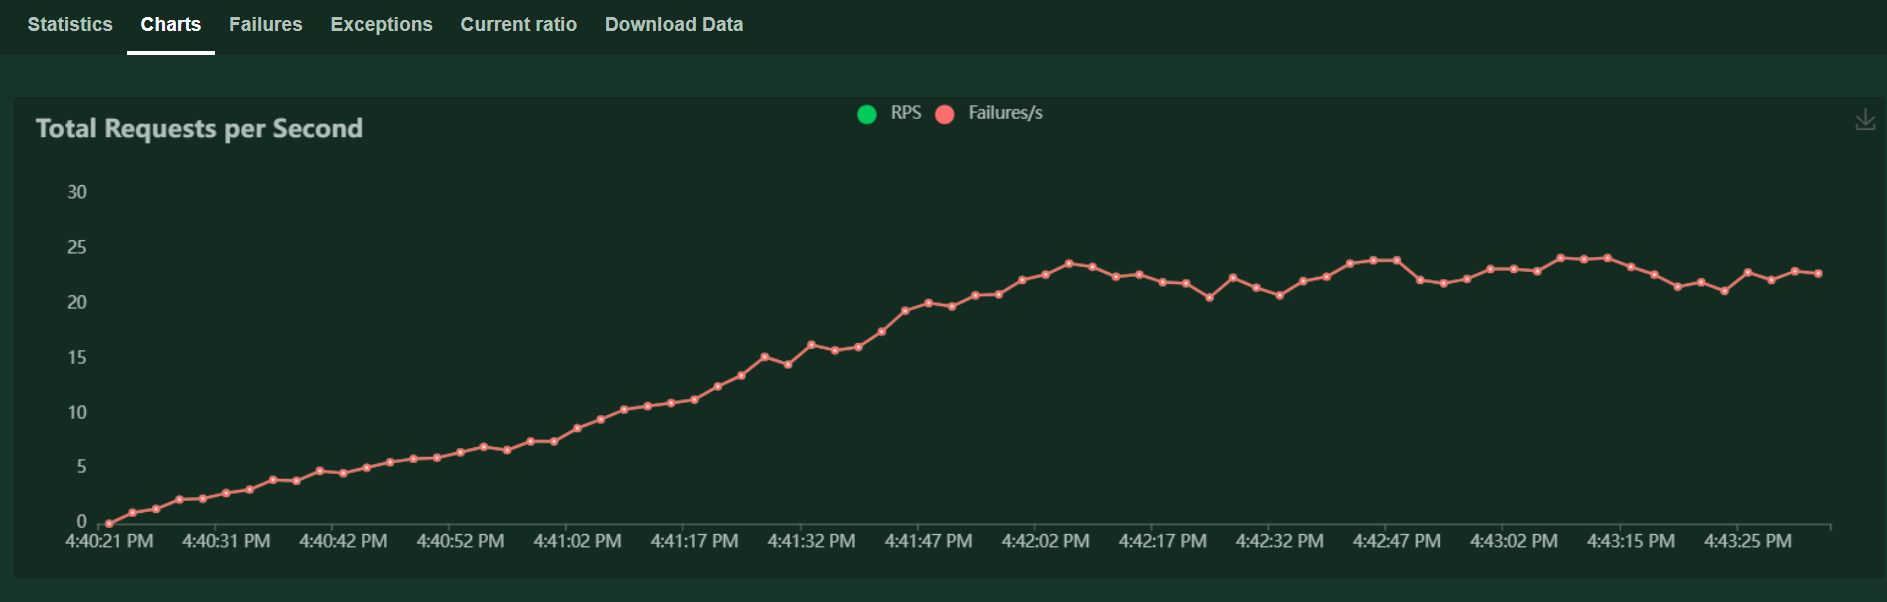 Statistics Charts Failures Exceptions Current ratio Download Data
Total Requests per Second
RPS Failures/s
30
25
20
15
10
5
0
4:40:21 PM 4:40:31 PM 4:40:42 PM 4:40:52 PM 4:41:02 PM 4:41:17 PM 4:41:32 PM 4:41:47 PM 4:42:02 PM 4:42:17 PM 4:42:32 PM 4:42:47 PM 4:43:02 PM 4:43:15 PM 4:43:25 PM